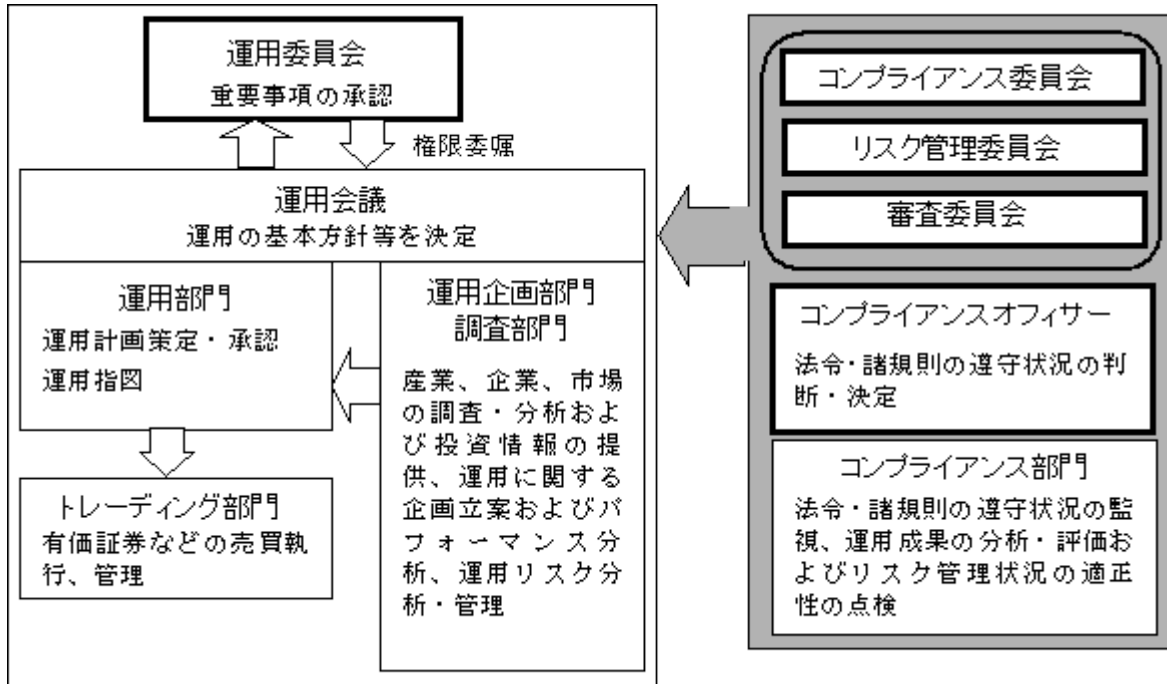 運用委員会
重要事項の承認
権限委嘱
運用会議
運用の基本方針等を決定
運用部門
運用計画策定・承認
運用指図
運用企画部門
調査部門
産業、企業、市場
の調査・分析およ
び投資情報の提
供、運用に関する
企画立案およびパ
フォーマンス分
析、運用リスク分
析・管理
トレーディング部門
有価証券などの売買執
行、管理
コンプライアンス委員会
リスク管理委員会
審査委員会
コンプライアンスオフィサー
法令・諸規則の遵守状況の判
断・決定
コンプライアンス部門
法令・諸規則の遵守状況の監
視、運用成果の分析・評価お
よびリスク管理状況の適正
性の点検